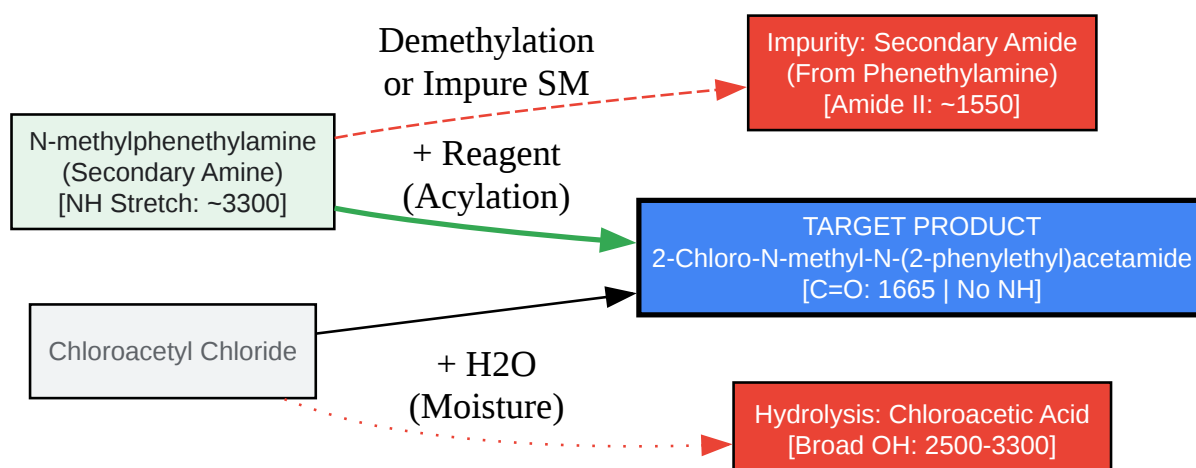 Demethylation
or Impure SM
Impurity: Secondary Amide
(From Phenethylamine)
[Amide II: ~1550]
N-methylphenethylamine
(Secondary Amine)
[NH Stretch: ~3300]
+ Reagent
(Acylation)
TARGET PRODUCT
2-Chloro-N-methyl-N-(2-phenylethyl)acetamide
[C=O: 1665 | No NH]
Chloroacetyl Chloride
+ H2O
(Moisture)
Hydrolysis: Chloroacetic Acid
[Broad OH: 2500-3300]